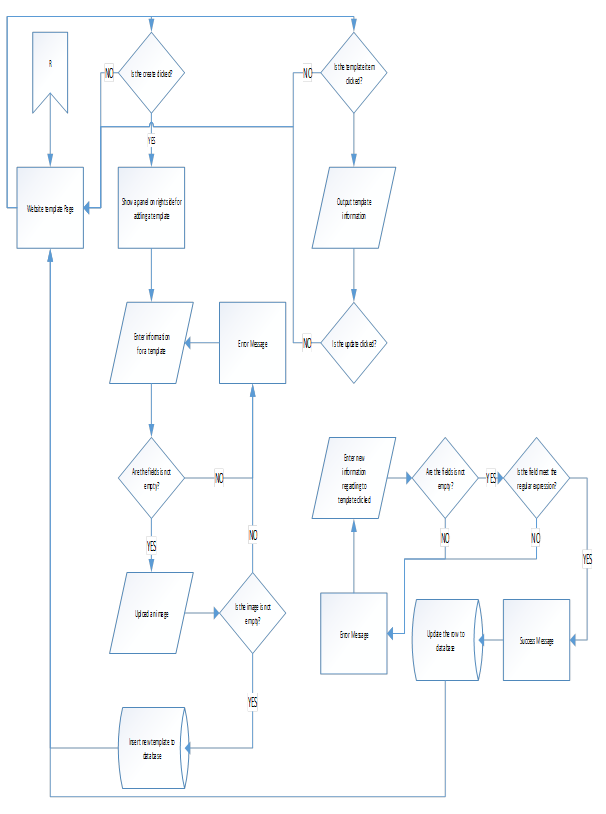 R
NO
Is the create clicked?
NO
Is the template item
clicked?
YES
Website template Page
Show a panel on right side for
adding a template
Output template
information
Enter information
for a template
Error Message
NO
Is the update clicked?
Are the fields is not
empty?
NO
Enter new
information
regarding to
template clicked
Are the fields is not
empty?
YES
Is the field meet the
regular expression?
YES
NO
NO
NO
YES
Upload an image
Is the image is not
empty?
Error Message
Update the row to
database
Success Message
YES
Insert new template to
database